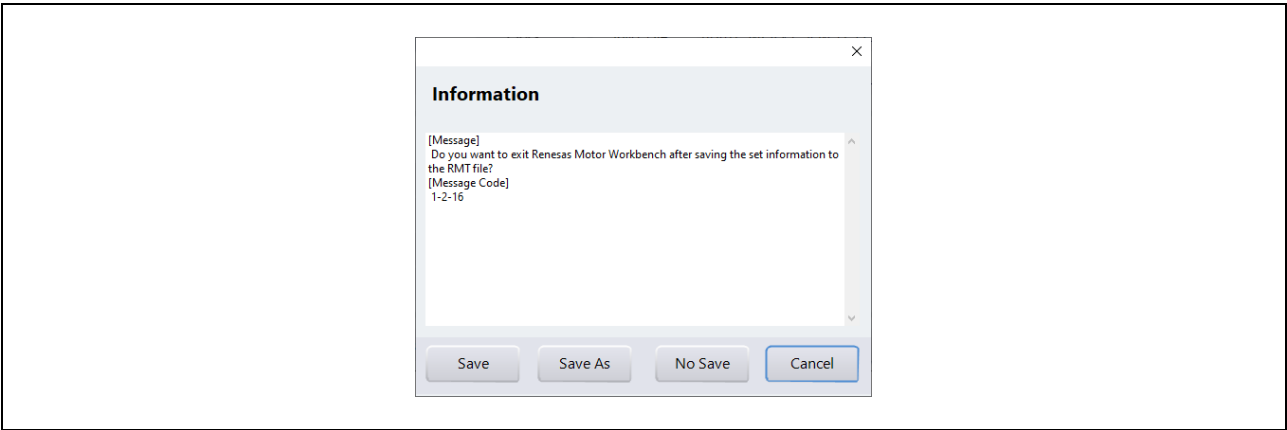 Information
[Message]
Do you want to exit Renesas Motor Workbench after saving the set information to
the RMT file?
[Message Code]
1-2-16
Save Save As No Save Cancel